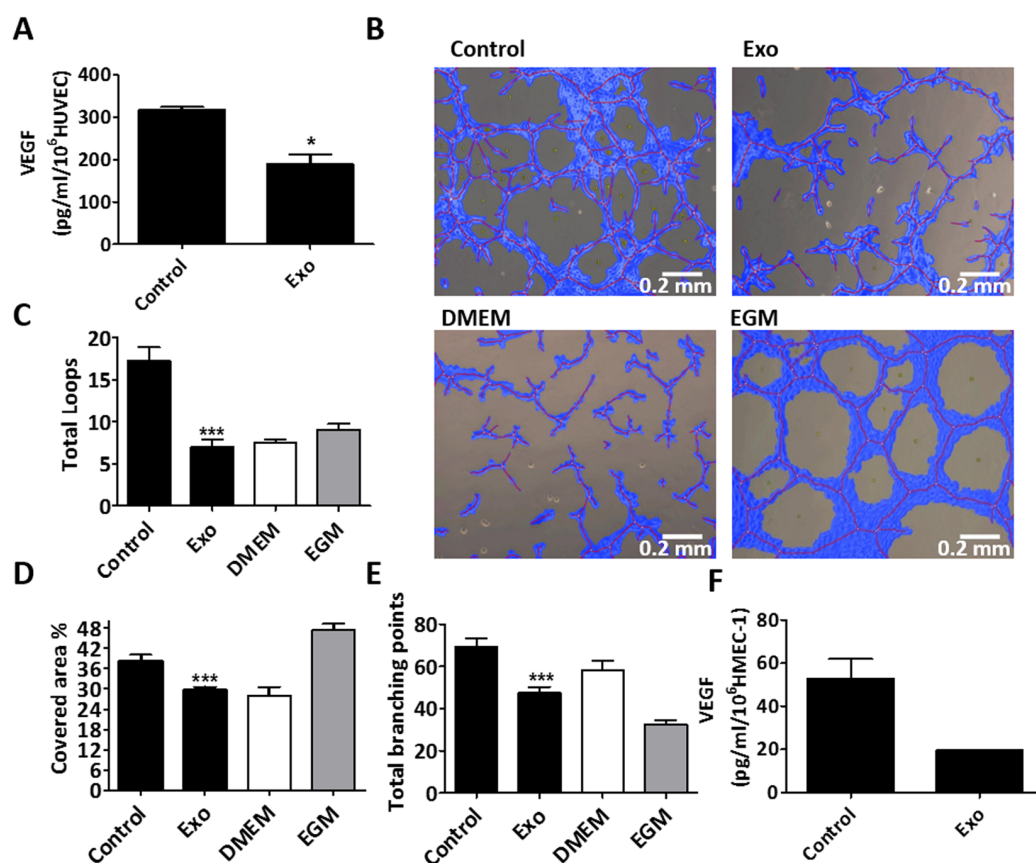 A
VEGF
(pg/ml/10⁶HUVEC)
400
300
200
100
0
*
Control
Exo
B
Control
Exo
0.2 mm
0.2 mm
DMEM
EGM
0.2 mm
0.2 mm
C
Total Loops
20
15
10
5
0
***
Control
Exo
DMEM
EGM
D
Covered area %
48
42
36
30
24
18
12
6
0
***
Control
Exo
DMEM
EGM
E
Total branching points
80
60
40
20
0
***
Control
Exo
DMEM
EGM
F
VEGF
(pg/ml/10⁶HMEC-1)
80
60
40
20
0
Control
Exo